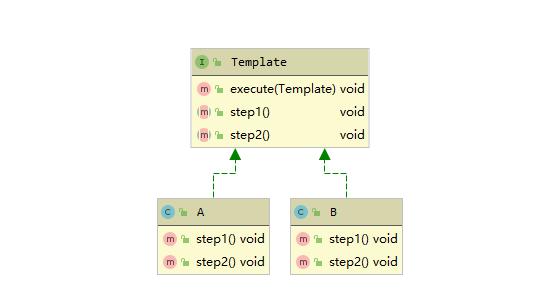 I Template
m execute(Template) void
m step1() void
m step2() void
C A
m step1() void
m step2() void
C B
m step1() void
m step2() void